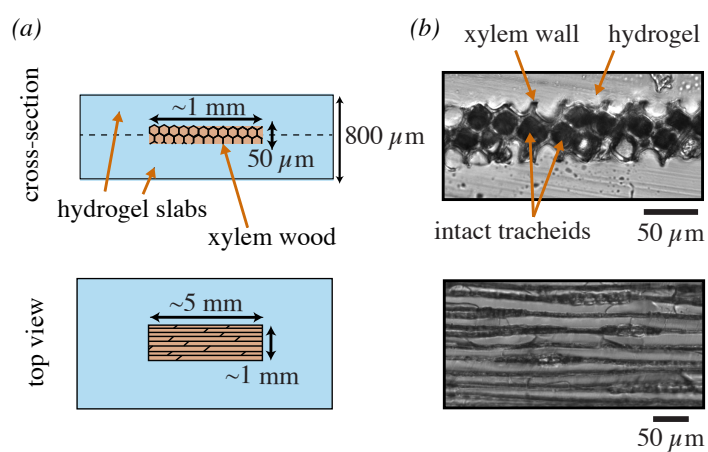 (a)
(b)
xylem wall
hydrogel
cross-section
~1 mm
50 µm
800 µm
hydrogel slabs
xylem wood
intact tracheids
50 µm
top view
~5 mm
~1 mm
50 µm